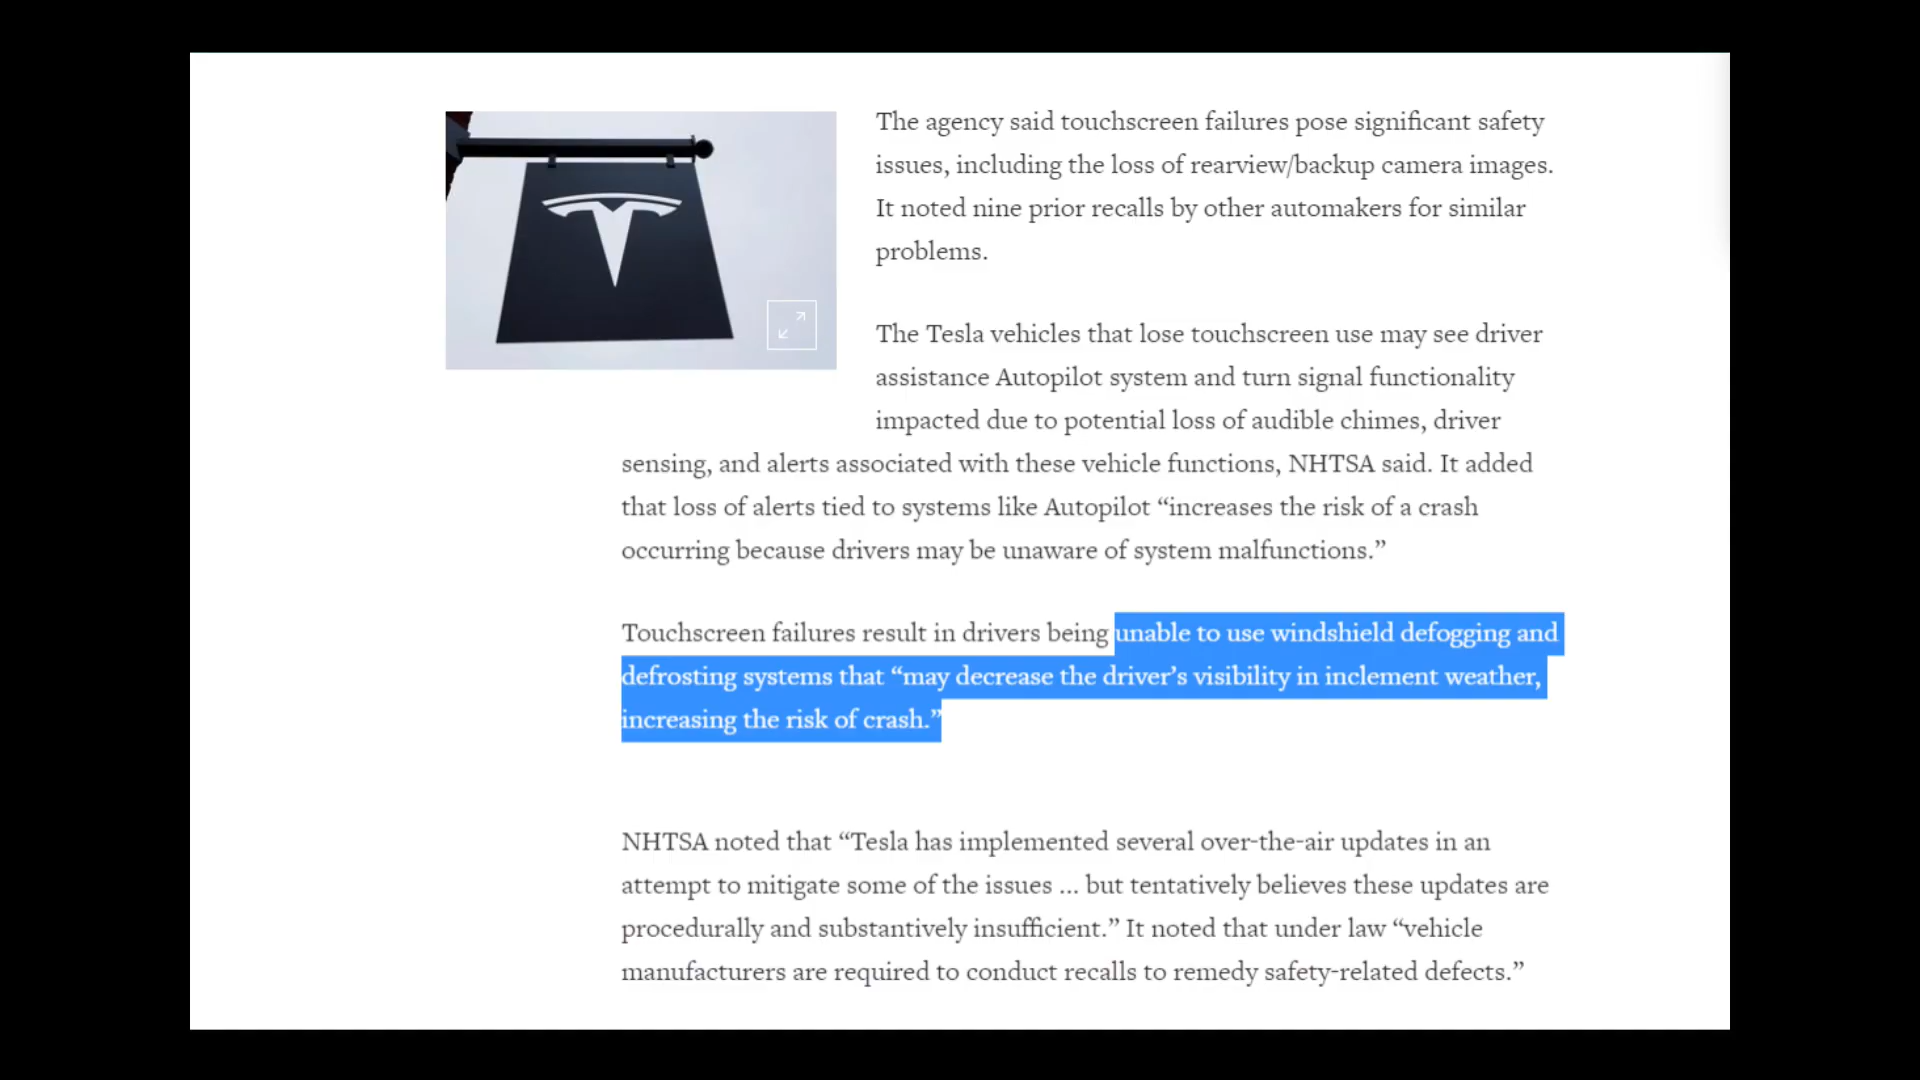 The agency said touchscreen failures pose significant safety
issues, including the loss of rearview/backup camera images.
It noted nine prior recalls by other automakers for similar
problems.
The Tesla vehicles that lose touchscreen use may see driver
assistance Autopilot system and turn signal functionality
impacted due to potential loss of audible chimes, driver
sensing, and alerts associated with these vehicle functions, NHTSA said. It added
that loss of alerts tied to systems like Autopilot “increases the risk of a crash
occurring because drivers may be unaware of system malfunctions.”
Touchscreen failures result in drivers being unable to use windshield defogging and
defrosting systems that “may decrease the driver’s visibility in inclement weather,
increasing the risk of crash.”
NHTSA noted that “Tesla has implemented several over-the-air updates in an
attempt to mitigate some of the issues ... but tentatively believes these updates are
procedurally and substantively insufficient.” It noted that under law “vehicle
manufacturers are required to conduct recalls to remedy safety-related defects.”